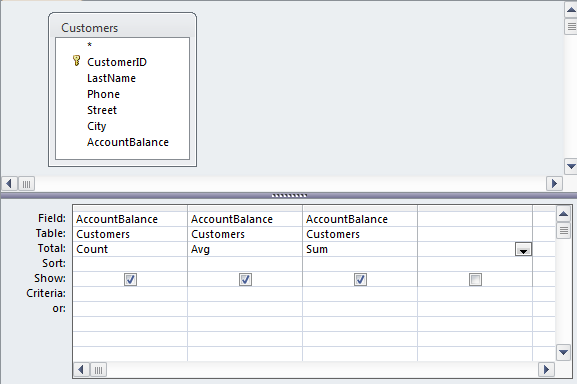 Customers
*
CustomerID
LastName
Phone
Street
City
AccountBalance
Field: AccountBalance AccountBalance AccountBalance
Table: Customers Customers Customers
Total: Count Avg Sum
Sort:
Show:
Criteria:
or: